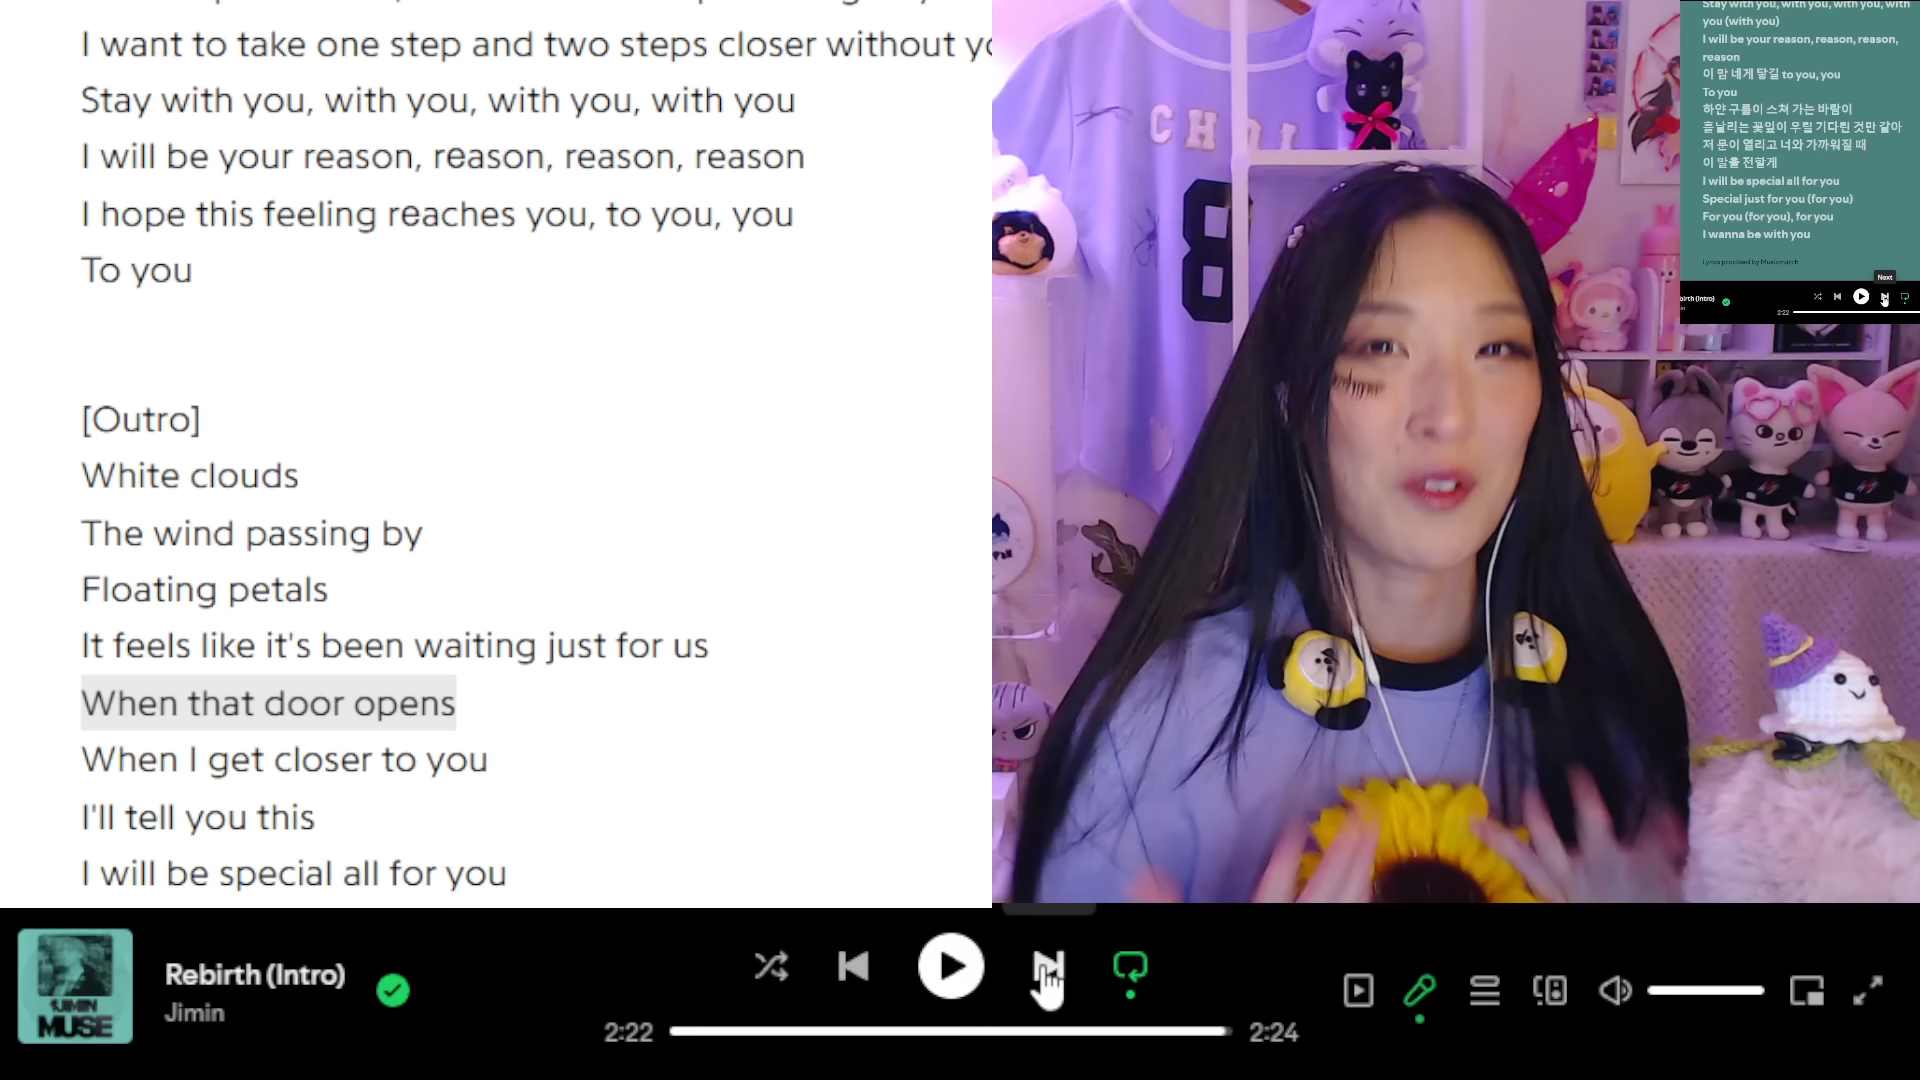 I want to take one step and two steps closer without
Stay with you, with you, with you, with you
I will be your reason, reason, reason, reason
I hope this feeling reaches you, to you, you
To you
[Outro]
White clouds
The wind passing by
Floating petals
It feels like it's been waiting just for us
When that door opens
When I get closer to you
I'll tell you this
I will be special all for you
CH
8
Stay with you, with you, with you, with
you (with you)
I will be your reason, reason, reason,
reason
이 맘 네게 닿길 to you, you
To you
하얀 구름이 스쳐 가는 바람이
흩날리는 꽃잎이 우릴 기다린 것만 같아
저 문이 열리고 너와 가까워질 때
이 말을 전할게
I will be special all for you
Special just for you (for you)
For you (for you), for you
I wanna be with you
Lyrics provided by Musixmatch
Next
birth (Intro)
2:22
JIMIN
MUSE
Rebirth (Intro)
Jimin
2:22
2:24